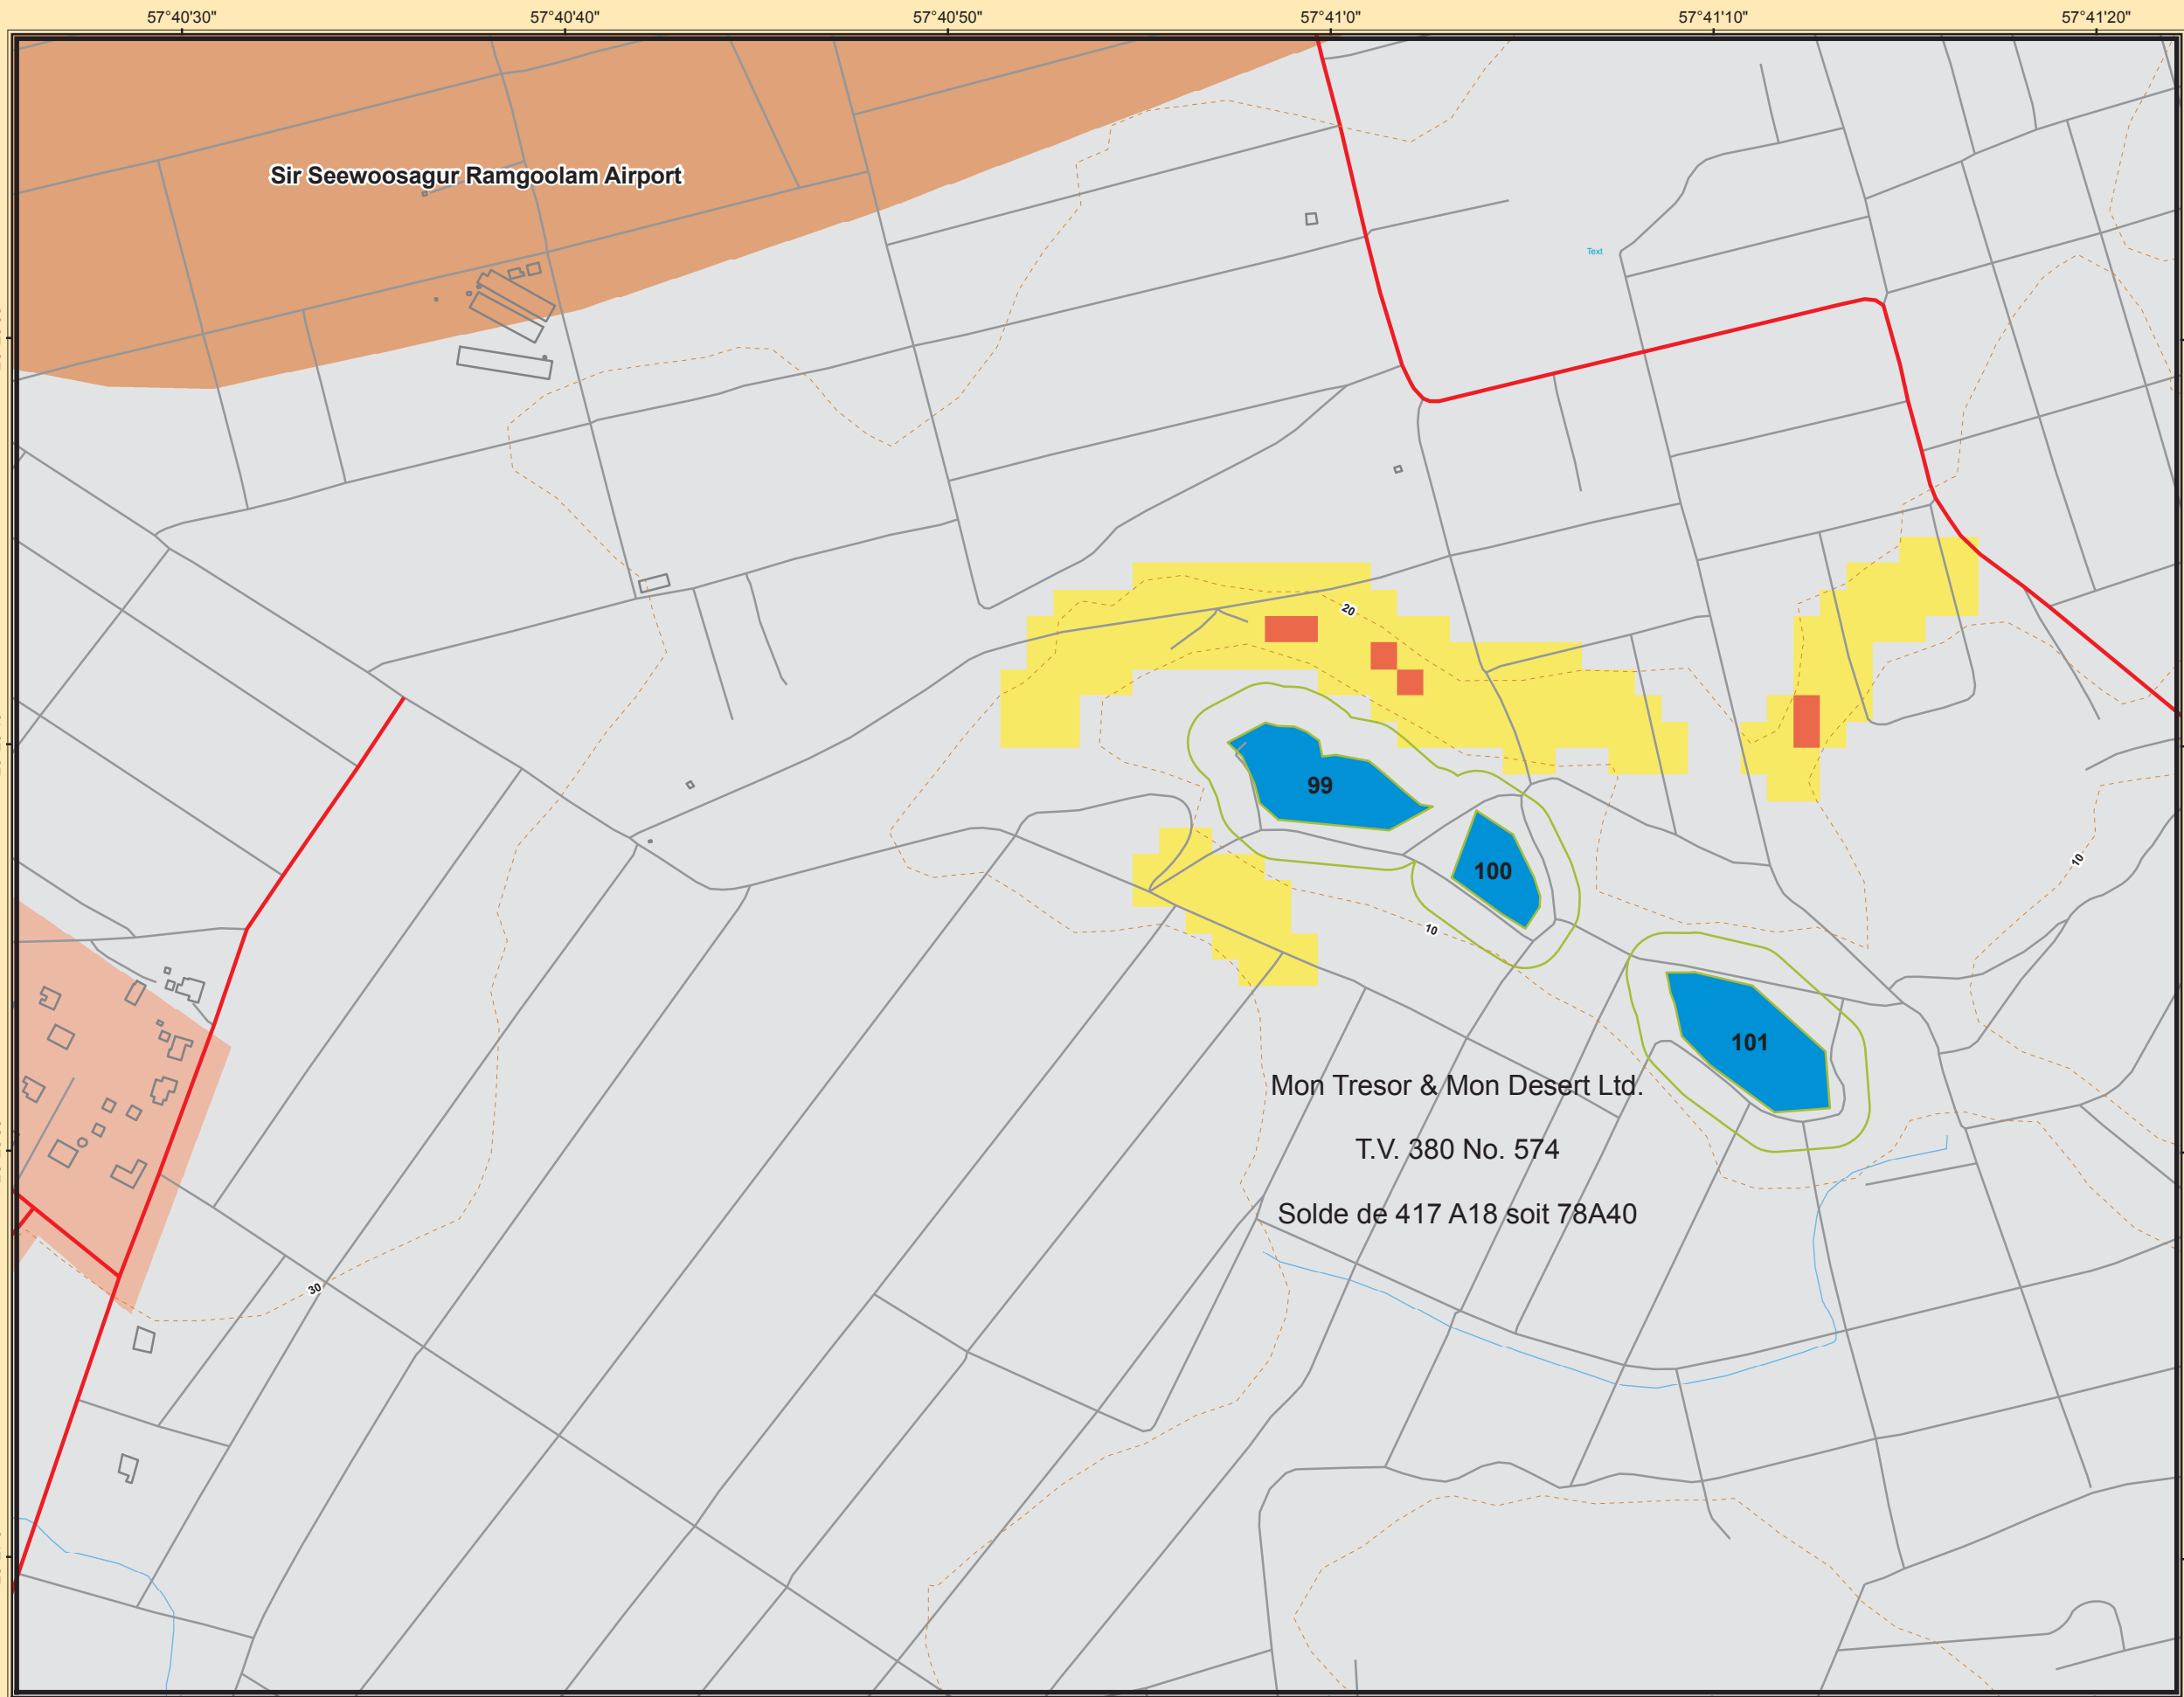 57°40'30" 57°40'40" 57°40'50" 57°41'0" 57°41'10" 57°41'20"
Sir Seewoosagur Ramgoolam Airport
Text
20
99
100
10
10
101
Mon Tresor & Mon Desert Ltd.
T.V. 380 No. 574
Solde de 417 A18 soit 78A40
30